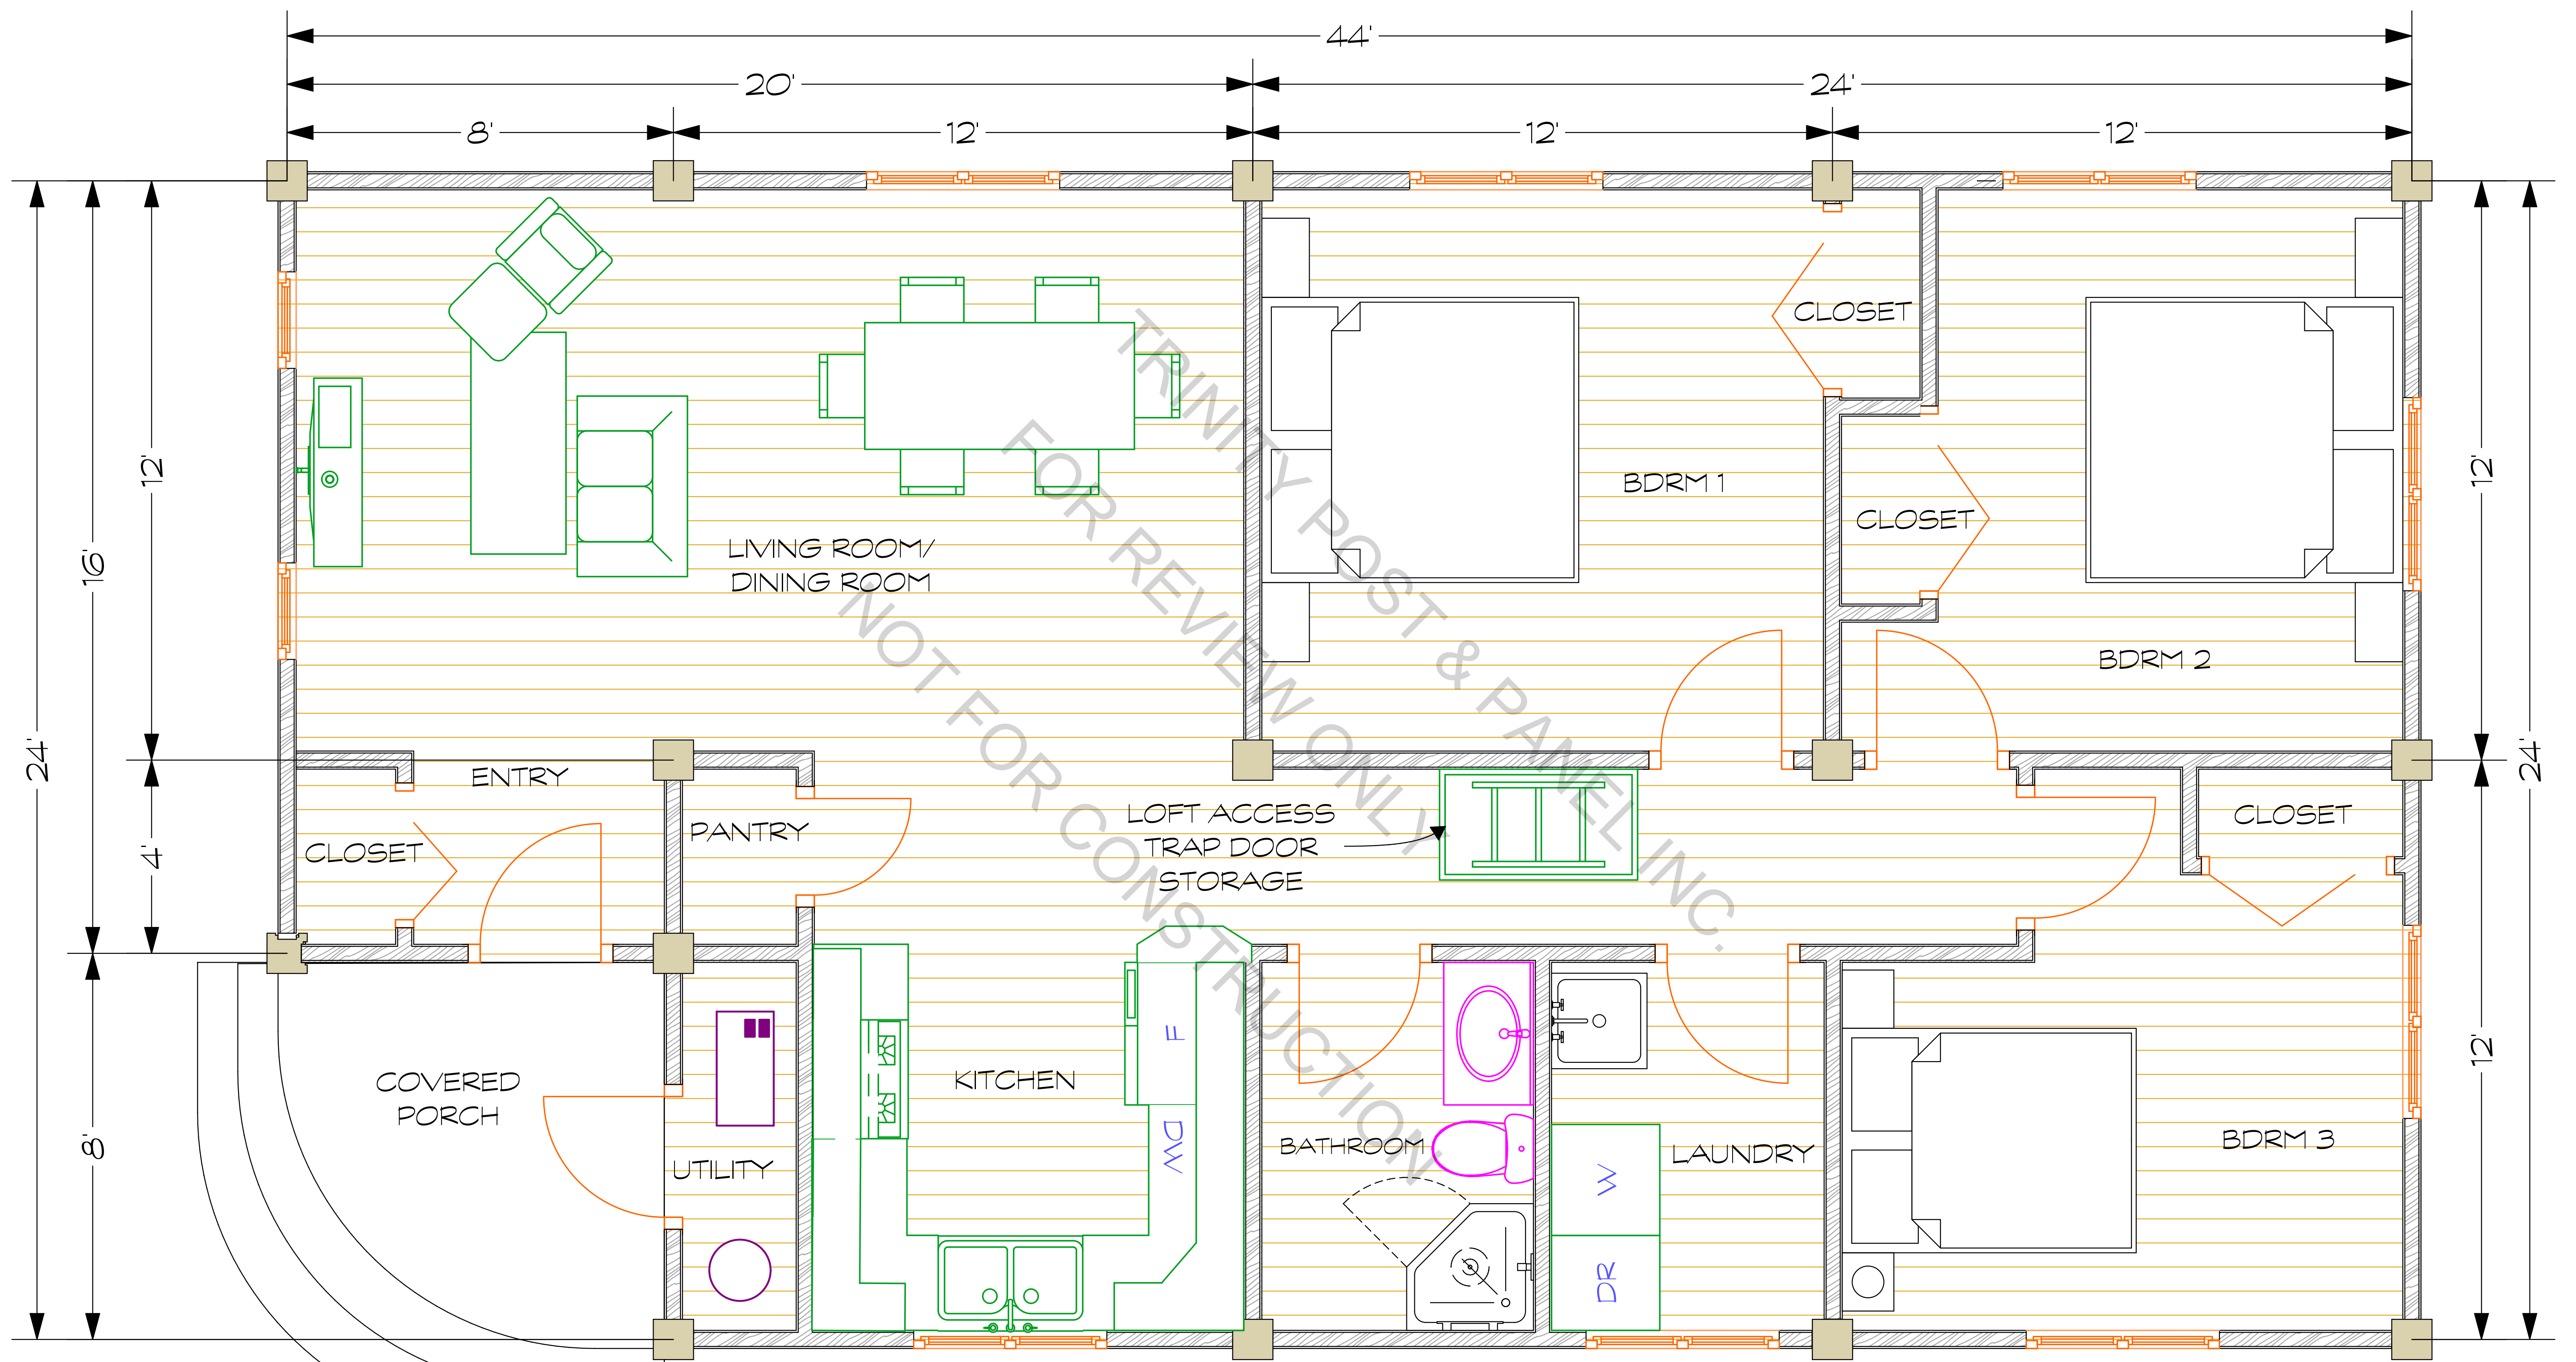 44'
20'
24'
8'
12'
12'
12'
24'
16'
12'
4'
8'
12'
24'
12'
CLOSET
CLOSET
BDRM 1
BDRM 2
LIVING ROOM/
DINING ROOM
ENTRY
CLOSET
PANTRY
LOFT ACCESS
TRAP DOOR
STORAGE
CLOSET
COVERED
PORCH
UTILITY
KITCHEN
F
DW
BATHROOM
LAUNDRY
W
DR
BDRM 3
TRINITY POST & PANEL INC.
FOR REVIEW ONLY
NOT FOR CONSTRUCTION